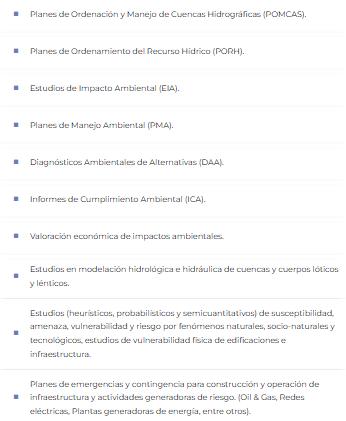 Planes de Ordenación y Manejo de Cuencas Hidrográficas (POMCAS).
Planes de Ordenamiento del Recurso Hídrico (PORH).
Estudios de Impacto Ambiental (EIA).
Planes de Manejo Ambiental (PMA).
Diagnósticos Ambientales de Alternativas (DAA).
Informes de Cumplimiento Ambiental (ICA).
Valoración económica de impactos ambientales.
Estudios en modelación hidrológica e hidráulica de cuencas y cuerpos lóticos
y lénticos.
Estudios (heurísticos, probabilísticos y semicuantitativos) de susceptibilidad,
amenaza, vulnerabilidad y riesgo por fenómenos naturales, socio-naturales y
tecnológicos, estudios de vulnerabilidad física de edificaciones e
infraestructura.
Planes de emergencias y contingencia para construcción y operación de
infraestructura y actividades generadoras de riesgo. (Oil & Gas, Redes
eléctricas, Plantas generadoras de energía, entre otros).